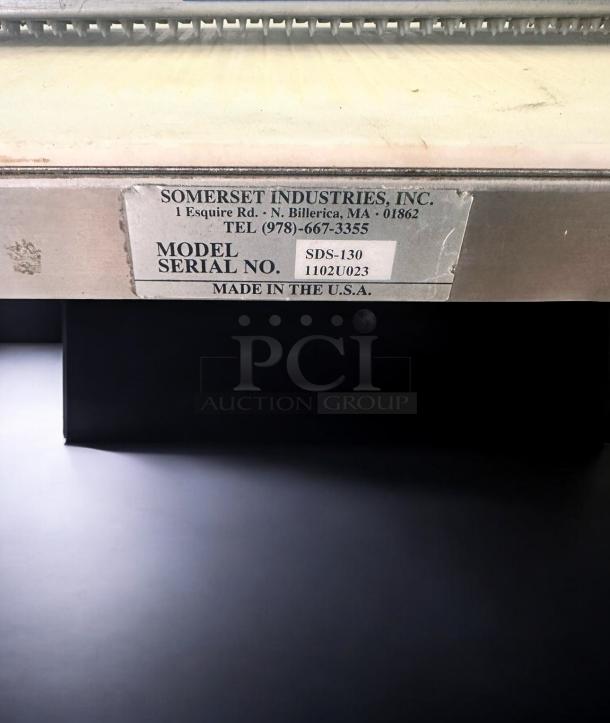 SOMERSET INDUSTRIES, INC.
1 Esquire Rd. · N. Billerica, MA · 01862
TEL (978)-667-3355
MODEL SDS-130
SERIAL NO. 1102U023
MADE IN THE U.S.A.
PCI
AUCTION GROUP